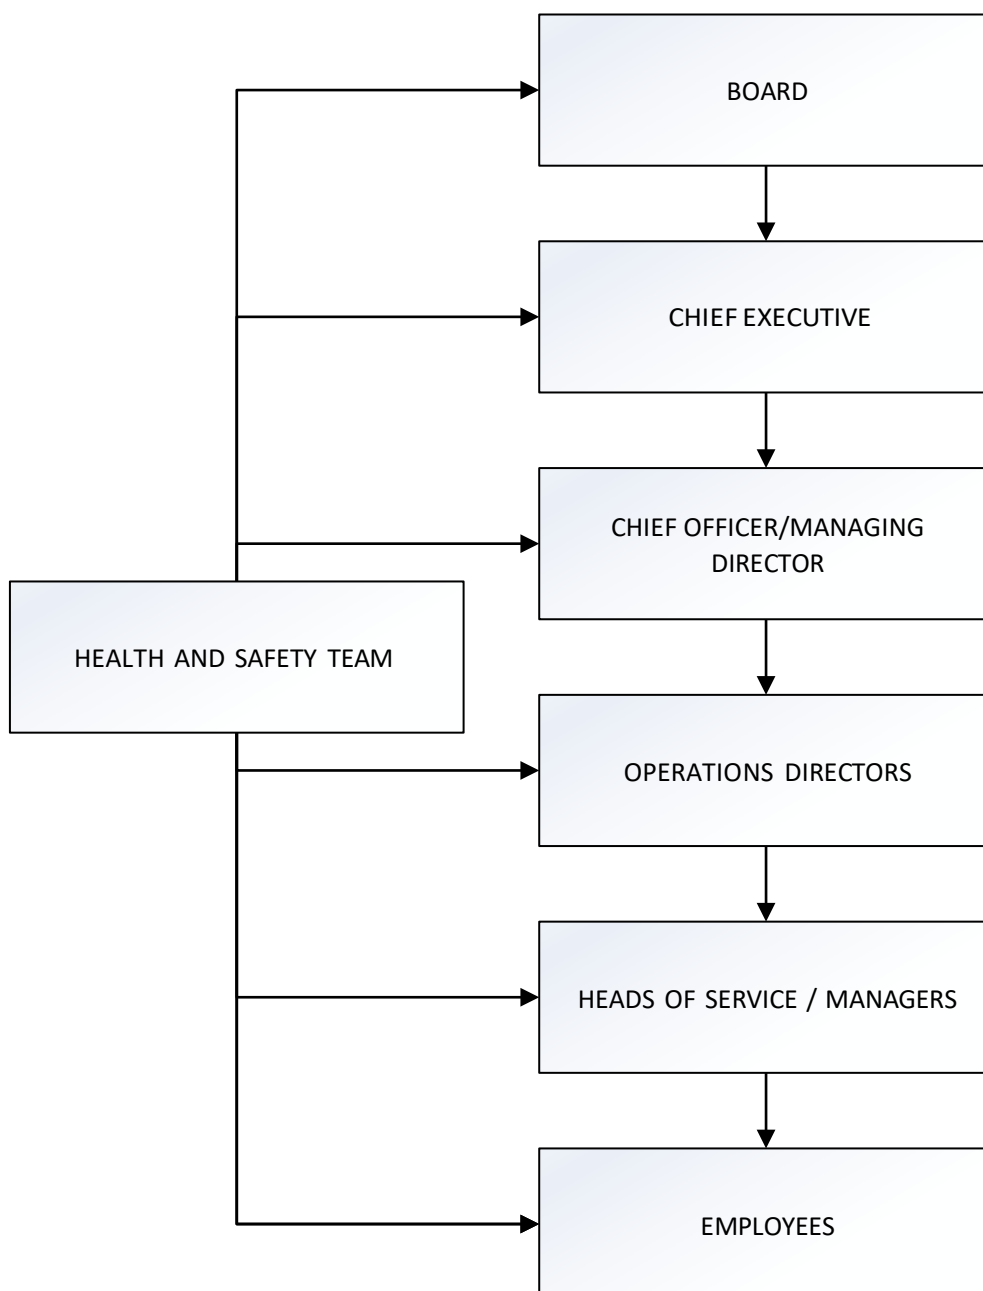 BOARD
CHIEF EXECUTIVE
CHIEF OFFICER/MANAGING
DIRECTOR
HEALTH AND SAFETY TEAM
OPERATIONS DIRECTORS
HEADS OF SERVICE / MANAGERS
EMPLOYEES